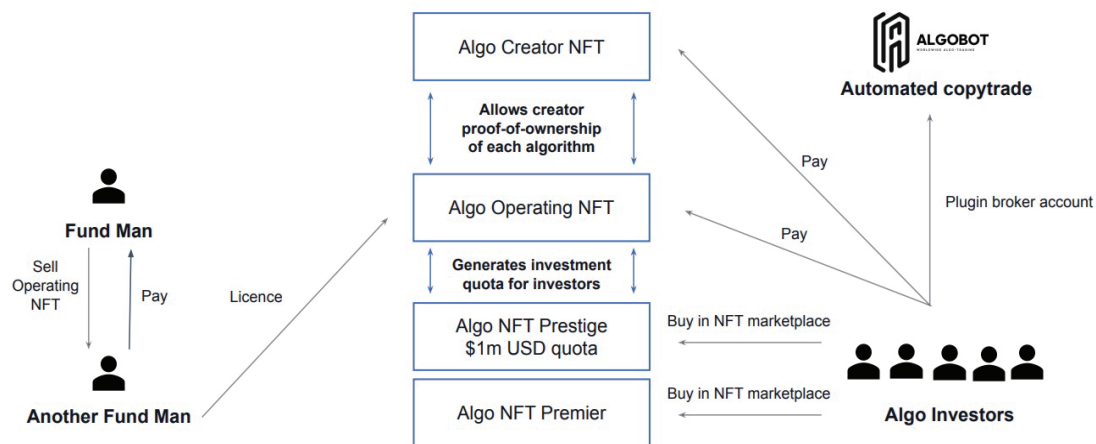 Algo Creator NFT
ALGOBOT
WORLDWIDE ALGO-TRADING
Automated copytrade
Allows creator
proof-of-ownership
of each algorithm
Pay
Plugin broker account
Algo Operating NFT
Fund Man
Pay
Sell
Operating
NFT
Pay
Licence
Generates investment
quota for investors
Algo NFT Prestige
$1m USD quota
Buy in NFT marketplace
Another Fund Man
Algo NFT Premier
Buy in NFT marketplace
Algo Investors